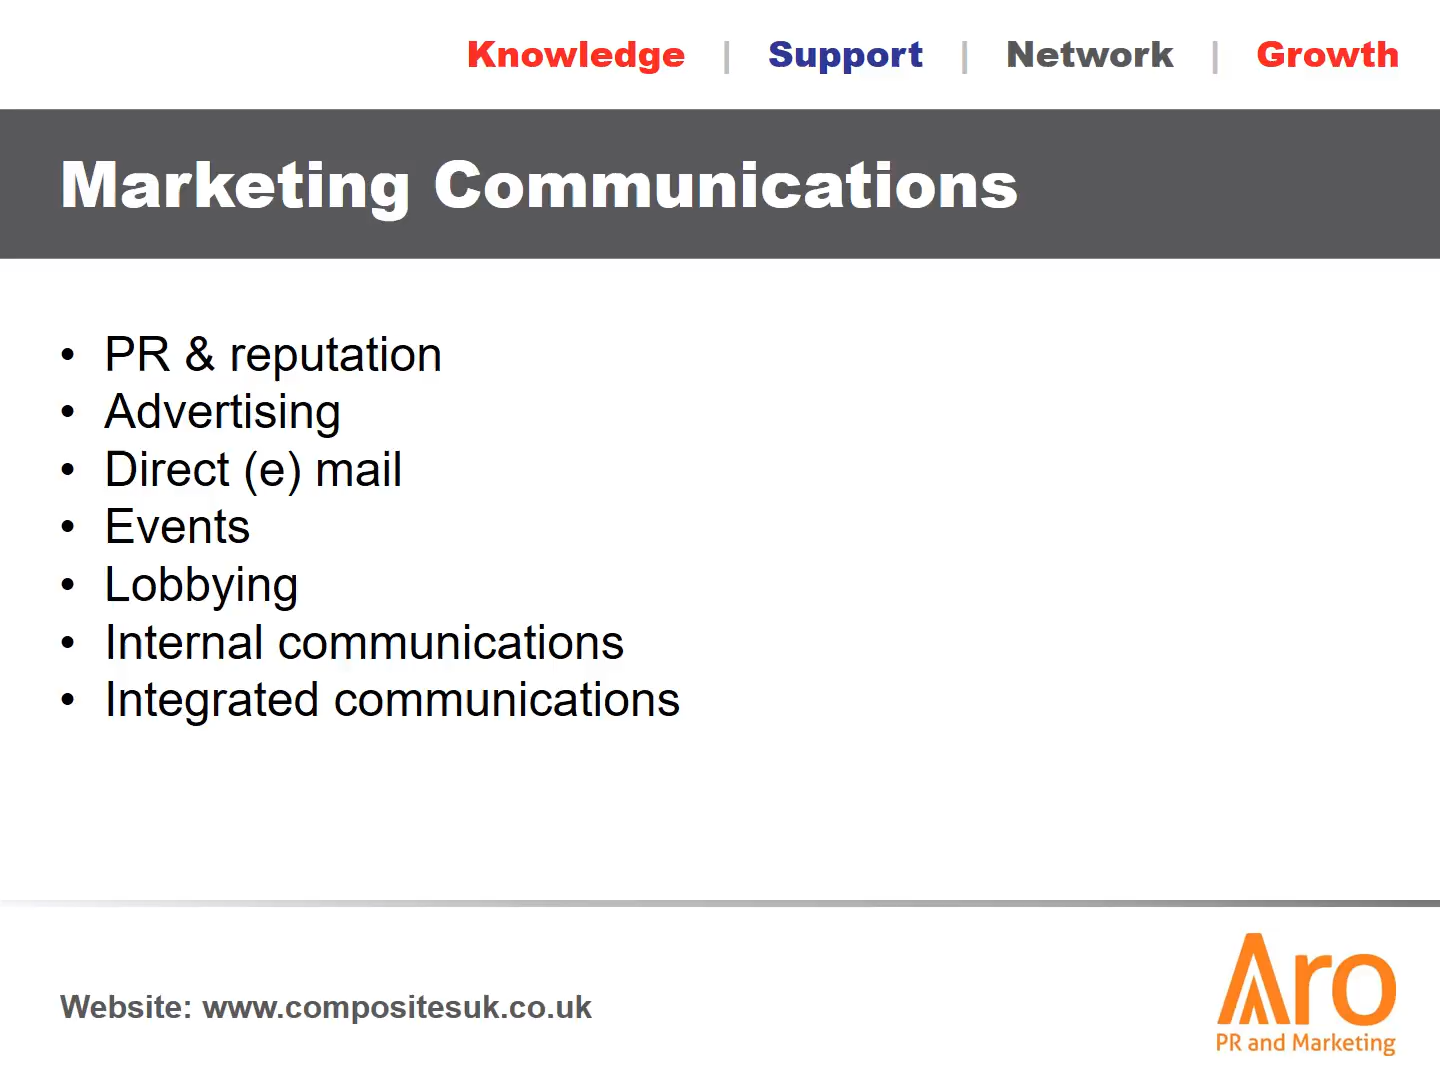 Knowledge | Support | Network | Growth
Marketing Communications
• PR & reputation
• Advertising
• Direct (e) mail
• Events
• Lobbying
• Internal communications
• Integrated communications
Website: www.compositesuk.co.uk
Aro
PR and Marketing